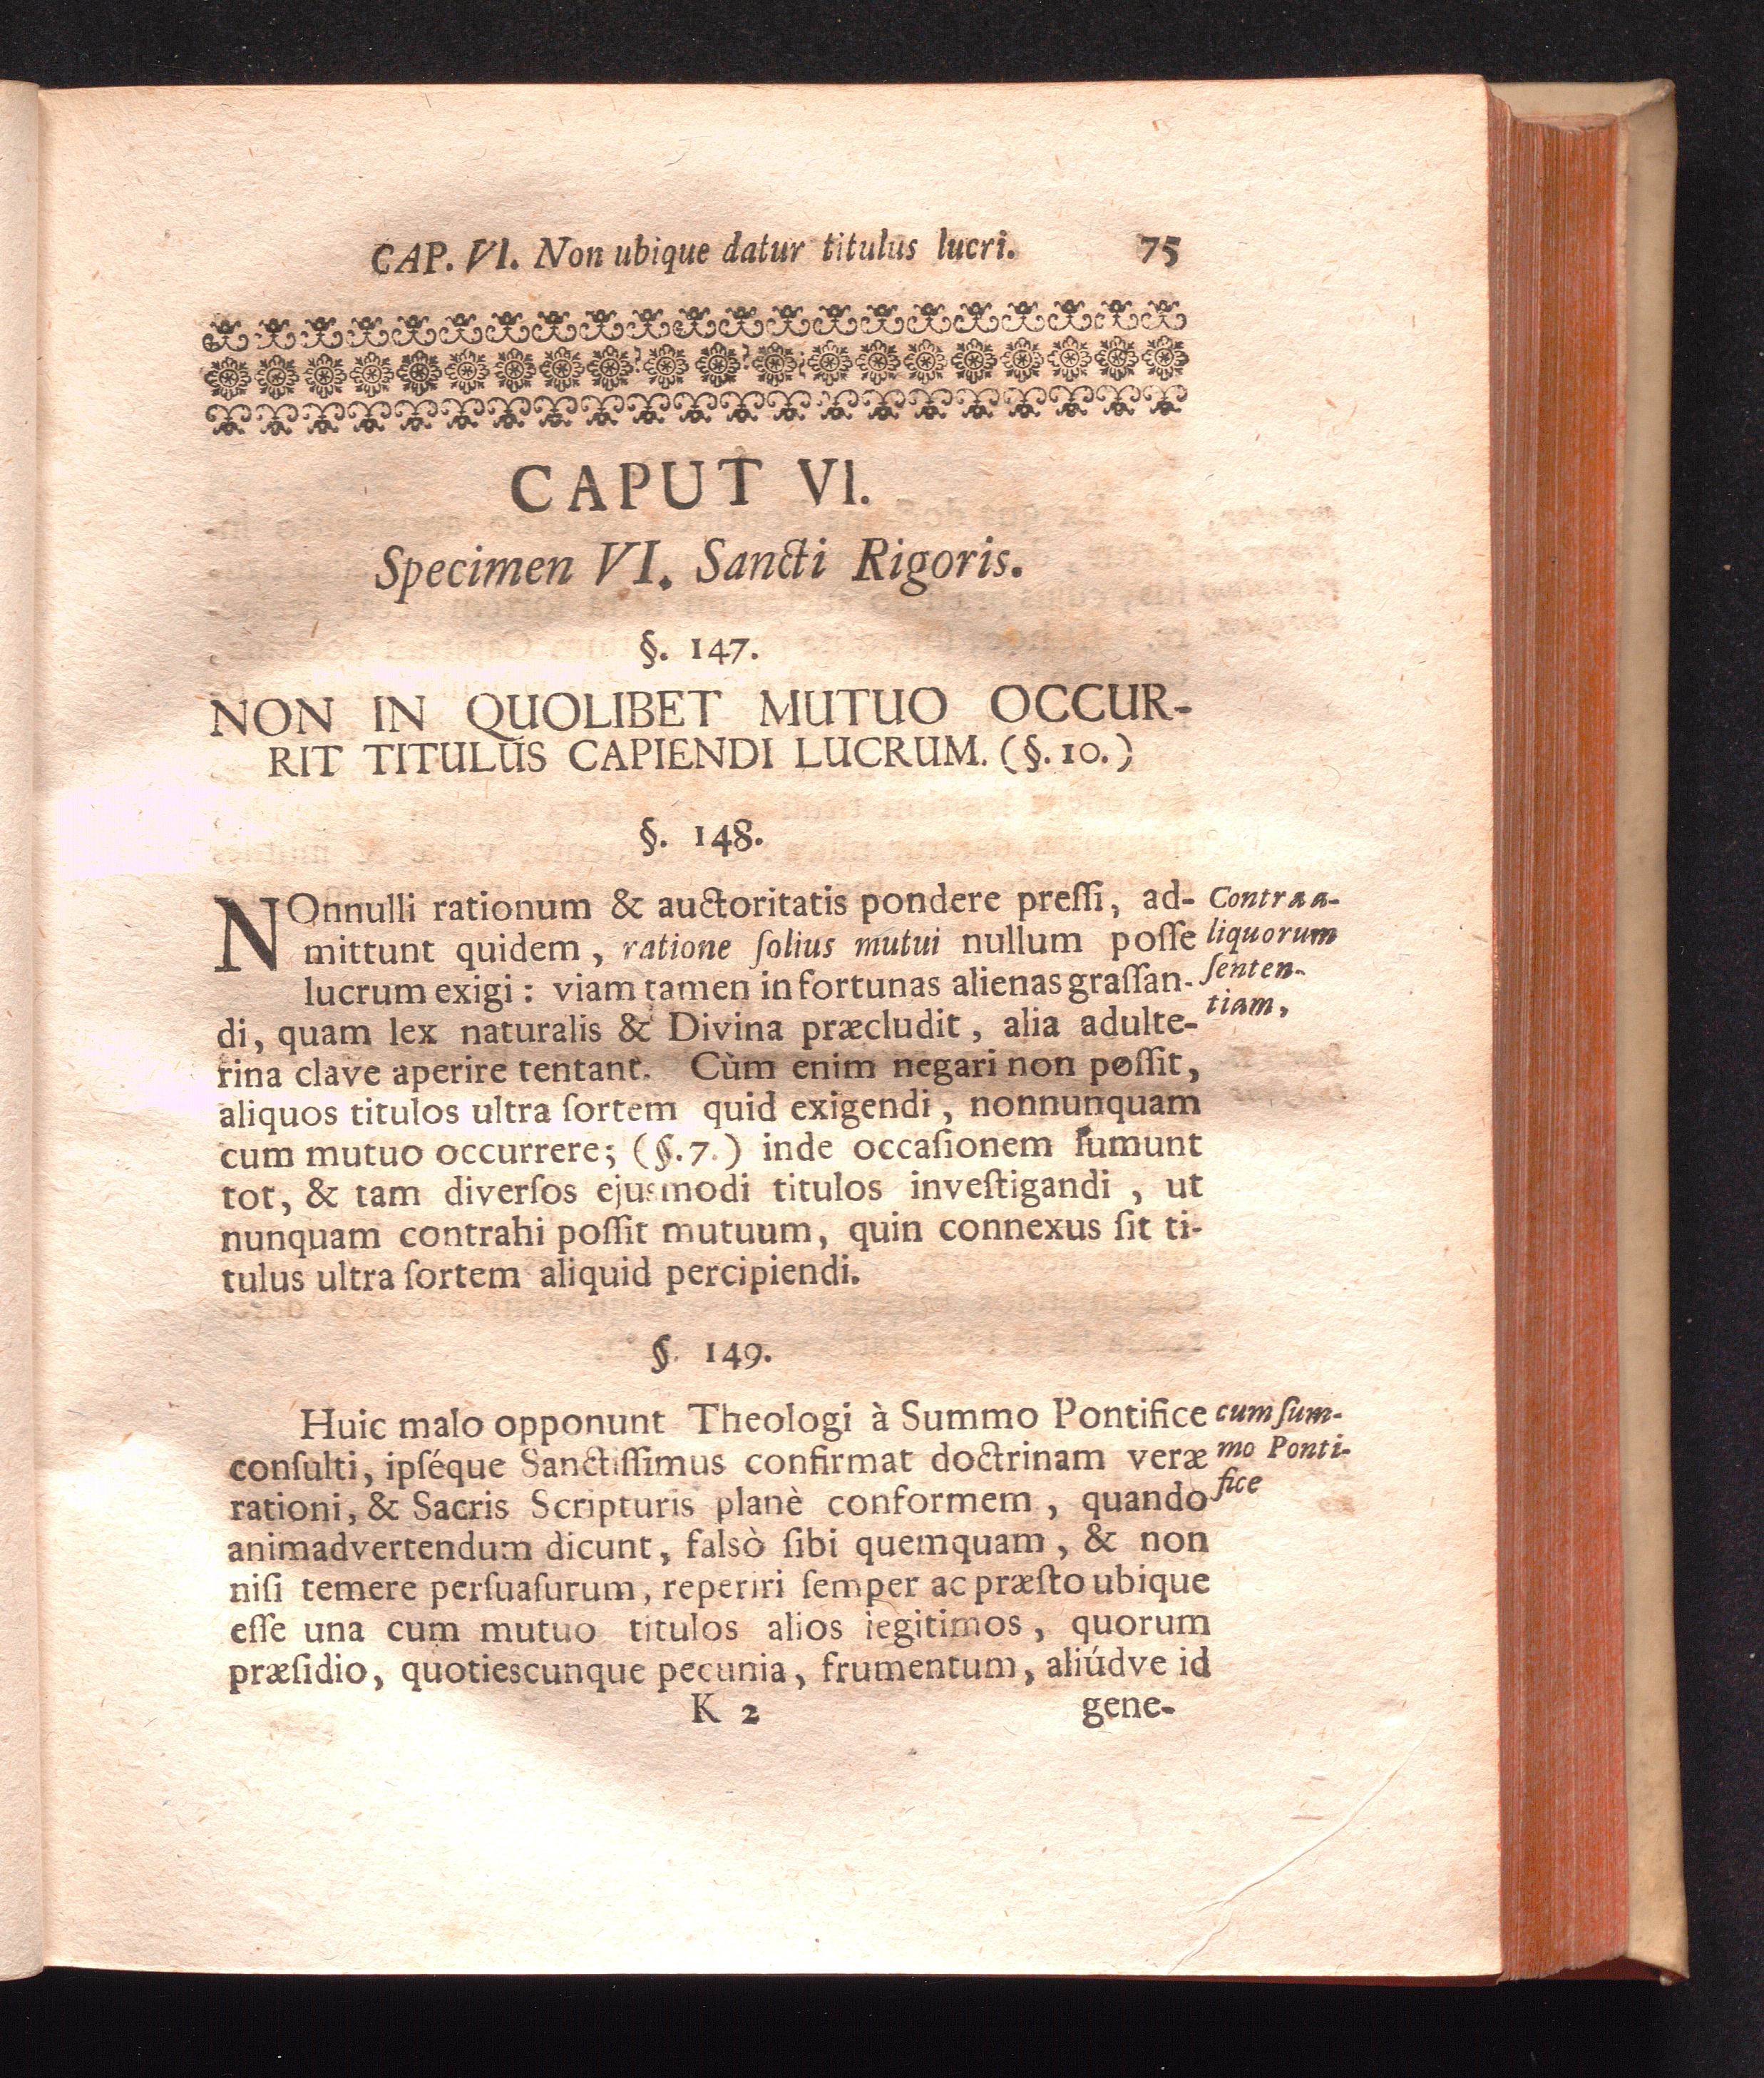 CAP. VI. Non ubique datur titulus lucri. 75
CAPUT VI.
Specimen VI. Sancti Rigoris.
§. 147.
NON IN QUOLIBET MUTUO OCCUR-
RIT TITULUS CAPIENDI LUCRUM. (§. 10.)
§. 148.
NOnnulli rationum & auctoritatis pondere preſſi, ad-
mittunt quidem, ratione ſolius mutui nullum poſſe
lucrum exigi: viam tamen in fortunas alienas graſſan-
di, quam lex naturalis & Divina præcludit, alia adulte-
rina clave aperire tentant. Cùm enim negari non poſſit,
aliquos titulos ultra ſortem quid exigendi, nonnunquam
cum mutuo occurrere; (§. 7.) inde occaſionem ſumunt
tot, & tam diverſos ejusmodi titulos inveſtigandi, ut
nunquam contrahi poſſit mutuum, quin connexus ſit ti-
tulus ultra ſortem aliquid percipiendi.
Contra a-
liquorum
ſenten-
tiam,
§. 149.
Huic malo opponunt Theologi à Summo Pontifice
conſulti, ipſéque Sanctiſſimus confirmat doctrinam veræ
rationi, & Sacris Scripturis planè conformem, quando
animadvertendum dicunt, falsò ſibi quemquam, & non
niſi temere perſuaſurum, reperiri ſemper ac præſto ubique
eſſe una cum mutuo titulos alios legitimos, quorum
præſidio, quotiescunque pecunia, frumentum, aliúdve id
cum ſum-
mo Ponti-
fice
K 2 gene-